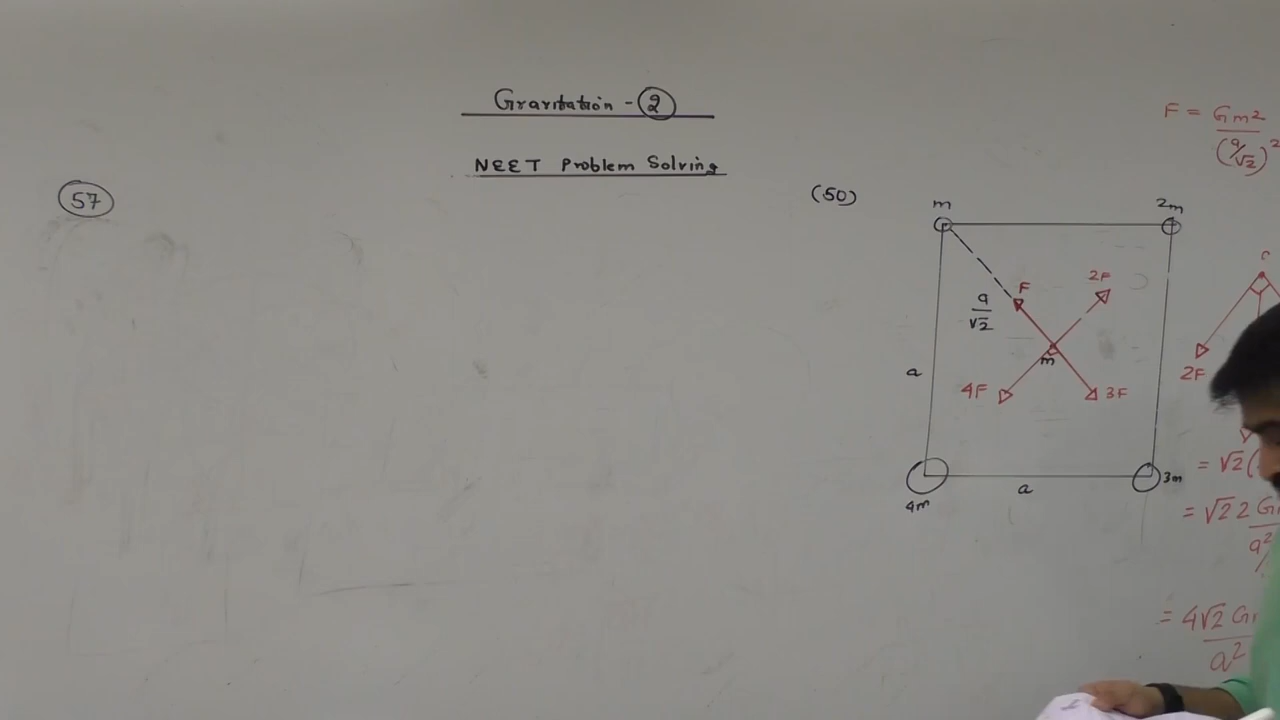 Gravitation - 2
NEET Problem Solving
57
(50)
m
2m
F = Gm²
(a/√2)²
a
√2
F
2F
m
4F
3F
a
a
4m
3m
2F
= √2(
= √2 2
a²
= 4√2
a²